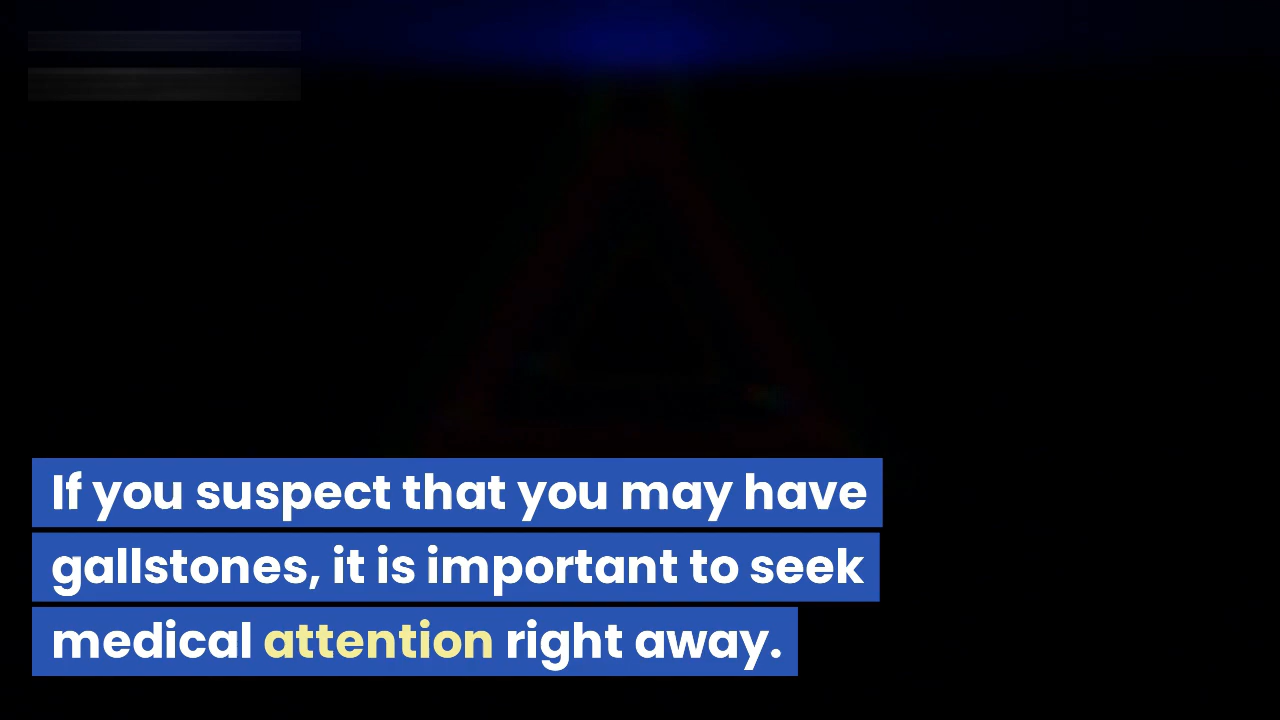 If you suspect that you may have
gallstones, it is important to seek
medical attention right away.